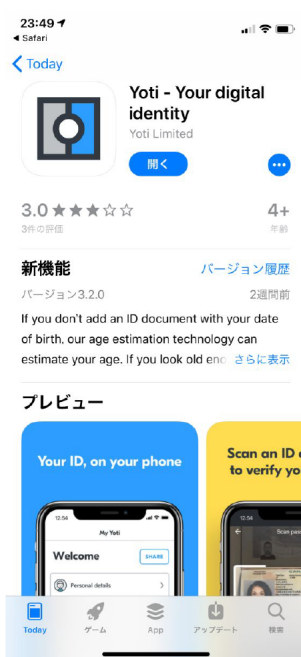 23:49
Safari
Today
Yoti - Your digital
identity
Yoti Limited
開く
3.0
4+
3件の評価
年齢
新機能
バージョン履歴
バージョン3.2.0
2週間前
If you don't add an ID document with your date
of birth, our age estimation technology can
estimate your age. If you look old eno さらに表示
プレビュー
Your ID, on your phone
Scan an ID
to verify yo
12:54
12:54
My Yoti
Scan pass
Welcome
SHARE
Personal details
Today
ゲーム
App
アップデート
検索